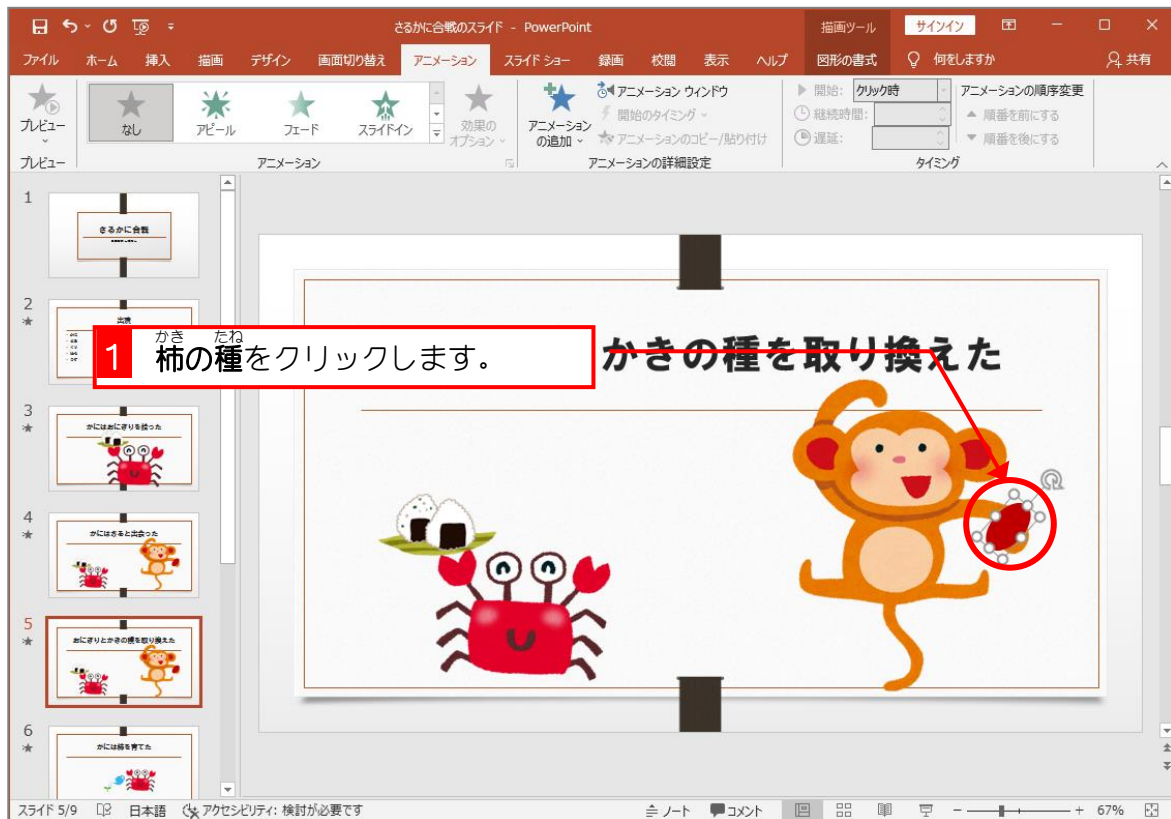 さるかに合戦のスライド - PowerPoint
描画ツール
サインイン
ファイル ホーム 挿入 描画 デザイン 画面切り替え アニメーション スライド ショー 録画 校閲 表示 ヘルプ 図形の書式 何をしますか 共有
プレビュー
なし
アピール
フェード
スライドイン
効果の
オプション
アニメーション
の追加
アニメーション ウィンドウ
開始のタイミング
アニメーションのコピー/貼り付け
開始: クリック時
継続時間:
遅延:
アニメーションの順序変更
順番を前にする
順番を後にする
プレビュー
アニメーション
アニメーションの詳細設定
タイミング
1
さるかに合戦
2
出演
3
かにはおにぎりを拾った
4
かにはさると出会った
5
おにぎりとかきの種を取り換えた
6
かには柿を育てた
かき たね
1 柿の種をクリックします。
かきの種を取り換えた
スライド 5/9 日本語 アクセシビリティ: 検討が必要です ノート コメント 67%